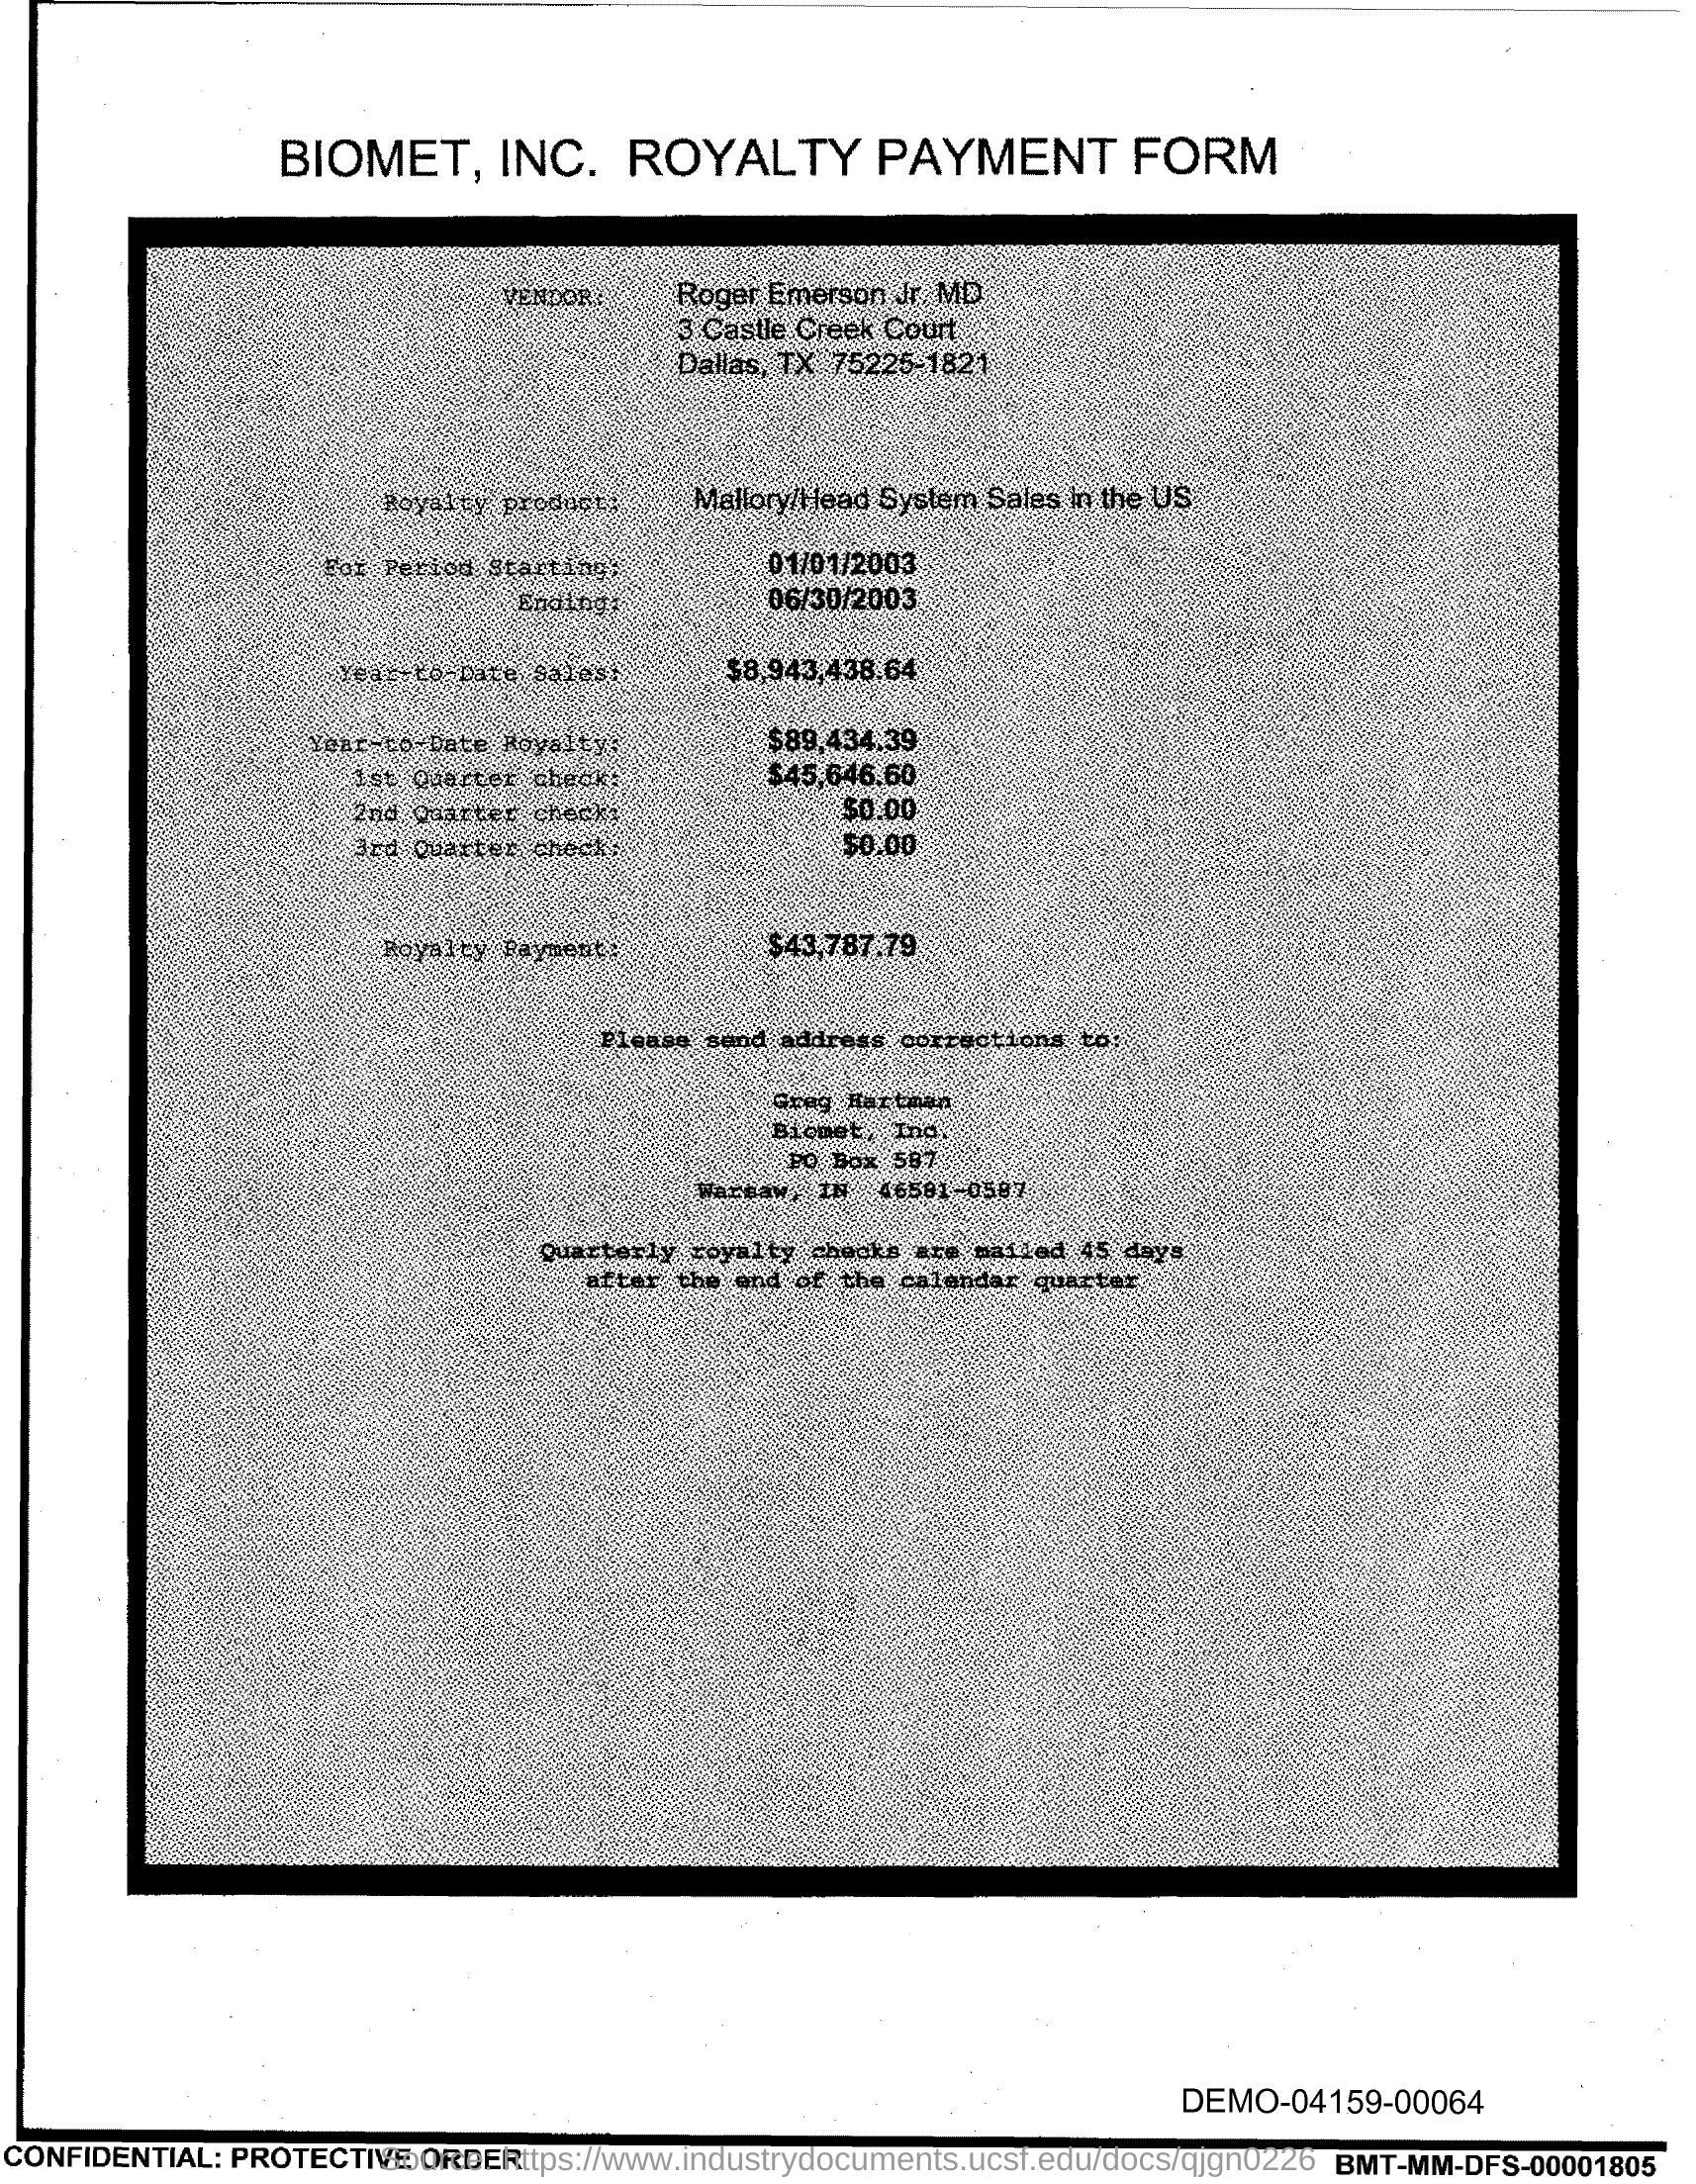 BIOMET, INC. ROYALTY PAYMENT FORM
VENDOR: Roger Emerson Jr. MD
3 Castle Creek Court
Dallas, TX 75225-1821
Royalty product: Mallory/Head System Sales in the US
For Period Starting: 01/01/2003
Ending: 06/30/2003
Year-to-Date Sales: $8,943,438.64
Year-to-Date Royalty: $89,434.39
1st Quarter check: $45,646.60
2nd Quarter check: $0.00
3rd Quarter check: $0.00
Royalty Payment: $43,787.79
Please send address corrections to:
Greg Hartman
Biomet, Inc.
PO Box 587
Warsaw, IN 46581-0587
Quarterly royalty checks are mailed 45 days
after the end of the calendar quarter
DEMO-04159-00064
CONFIDENTIAL: PROTECTIVE ORDER
Source: https://www.industrydocuments.ucsf.edu/docs/qjgn0226
BMT-MM-DFS-00001805